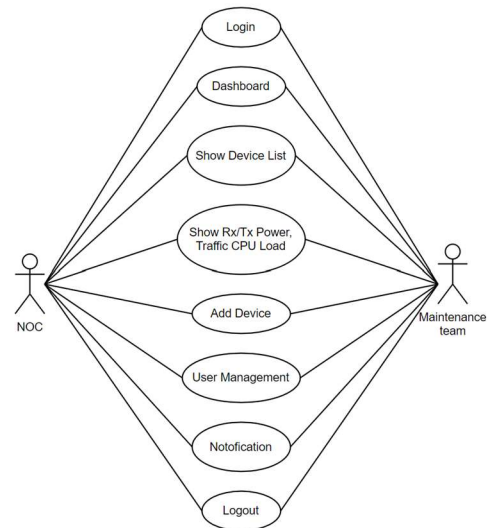 Login
Dashboard
Show Device List
Show Rx/Tx Power,
Traffic CPU Load
NOC
Add Device
Maintenance
team
User Management
Notofication
Logout